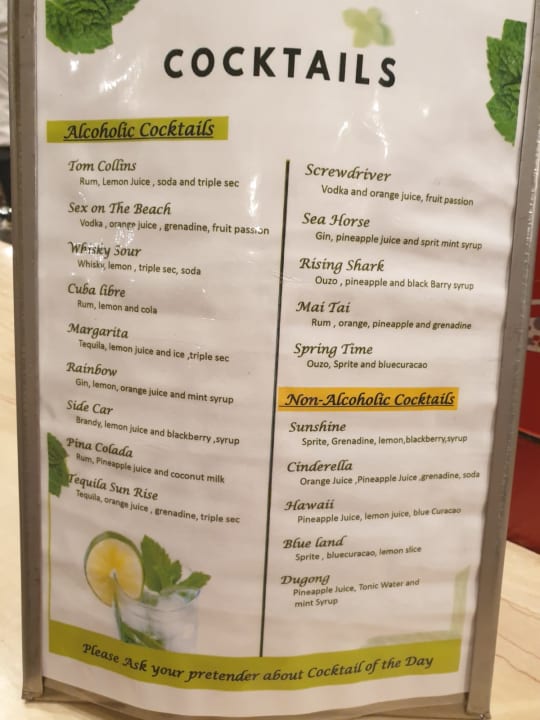 COCKTAILS
Alcoholic Cocktails
Tom Collins
Rum, Lemon Juice , soda and triple sec
Sex on The Beach
Vodka , orange juice , grenadine, fruit passion
Whisky Sour
Whisky, lemon , triple sec, soda
Cuba libre
Rum, lemon and cola
Margarita
Tequila, lemon juice and ice ,triple sec
Rainbow
Gin, lemon, orange juice and mint syrup
Side Car
Brandy, lemon juice and blackberry ,syrup
Pina Colada
Rum, Pineapple juice and coconut milk
Tequila Sun Rise
Tequila, orange juice , grenadine, triple sec
Screwdriver
Vodka and orange juice, fruit passion
Sea Horse
Gin, pineapple juice and sprit mint syrup
Rising Shark
Ouzo , pineapple and black Barry syrup
Mai Tai
Rum , orange, pineapple and grenadine
Spring Time
Ouzo, Sprite and bluecuracao
Non-Alcoholic Cocktails
Sunshine
Sprite, Grenadine, lemon,blackberry,syrup
Cinderella
Orange Juice ,Pineapple Juice ,grenadine, soda
Hawaii
Pineapple Juice, lemon juice, blue Curacao
Blue land
Sprite , bluecuracao, lemon slice
Dugong
Pineapple Juice, Tonic Water and
mint Syrup
Please Ask your pretender about Cocktail of the Day